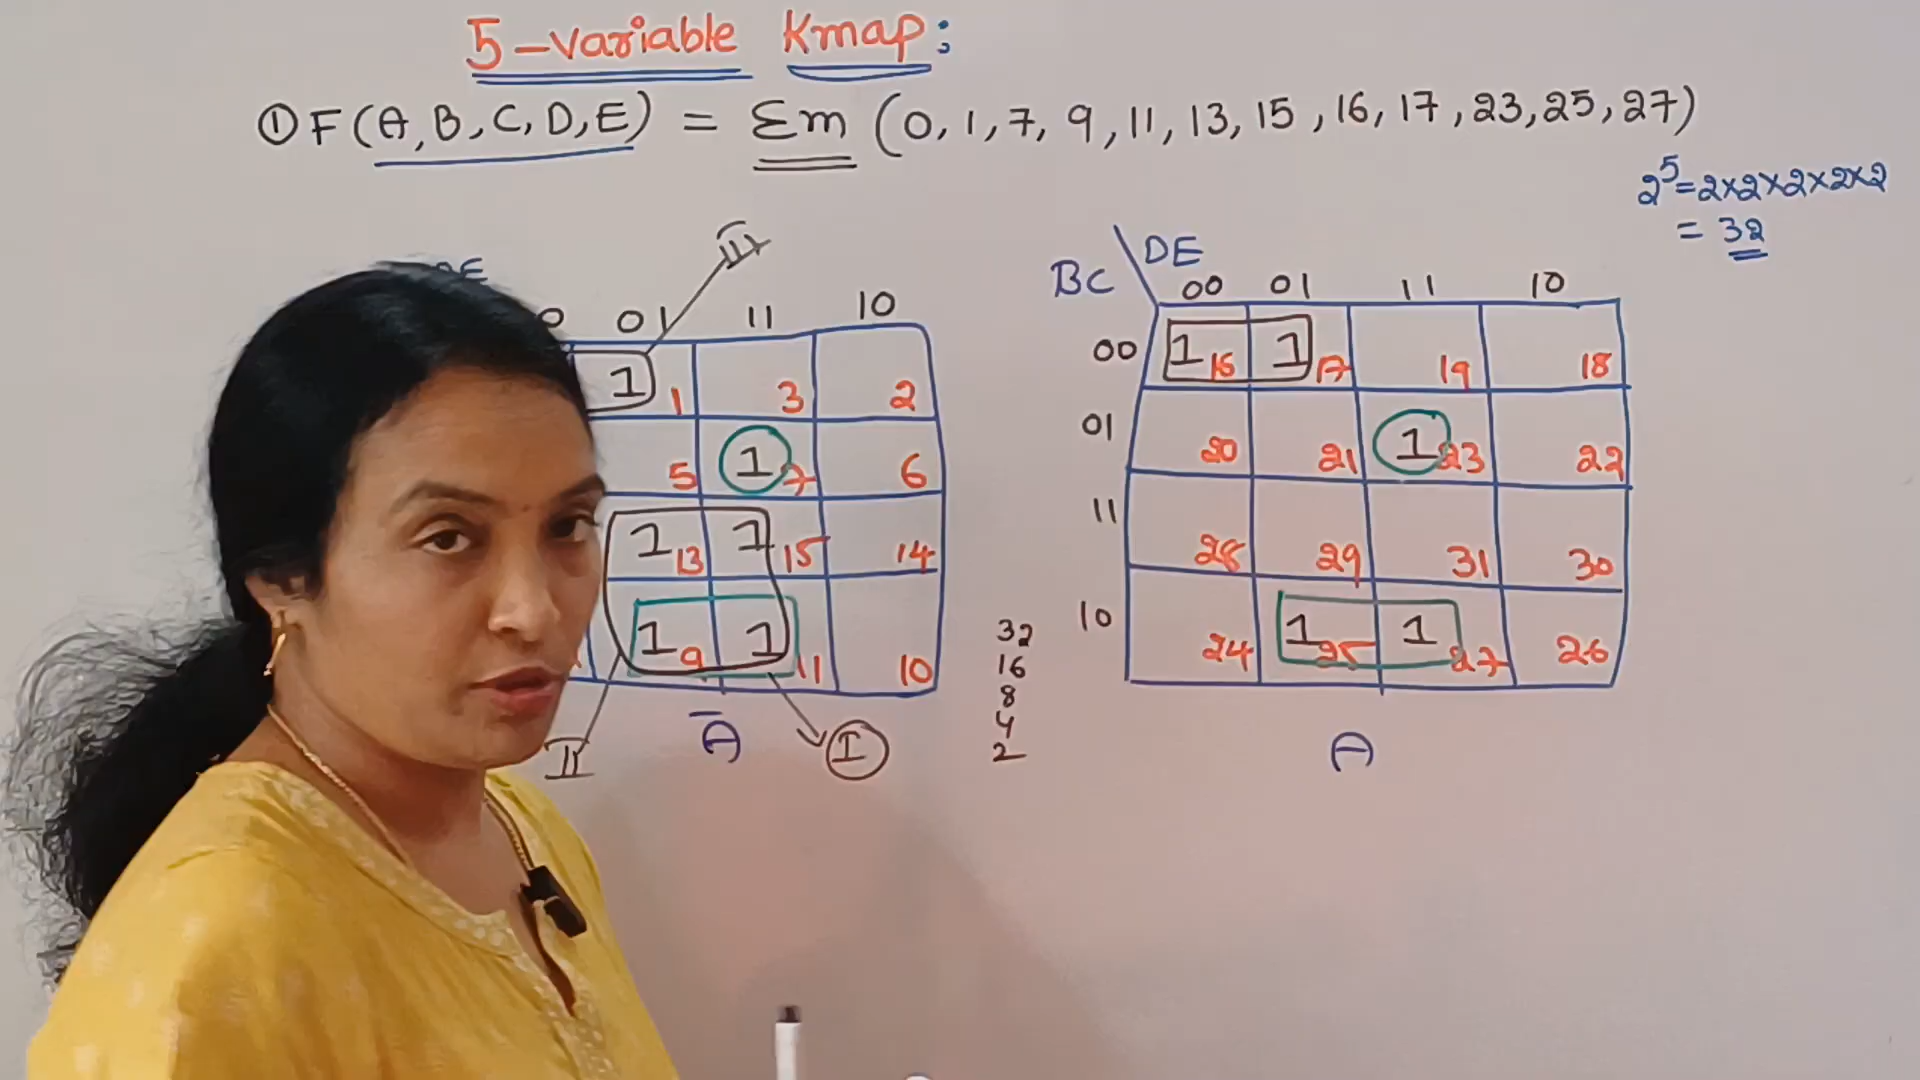 5-variable Kmap:
① F(A,B,C,D,E) = Σm (0,1,7,9,11,13,15,16,17,23,25,27)
2⁵=2×2×2×2×2
= 32
III
DE
01 11 10
1 1 3 2
5 1 7 6
1 13 1 15 14
1 9 1 11 10
II Ā I
32
16
8
4
2
BC DE
00 01 11 10
00 1 16 1 17 19 18
01 20 21 1 23 22
11 28 29 31 30
10 24 1 25 1 27 26
A